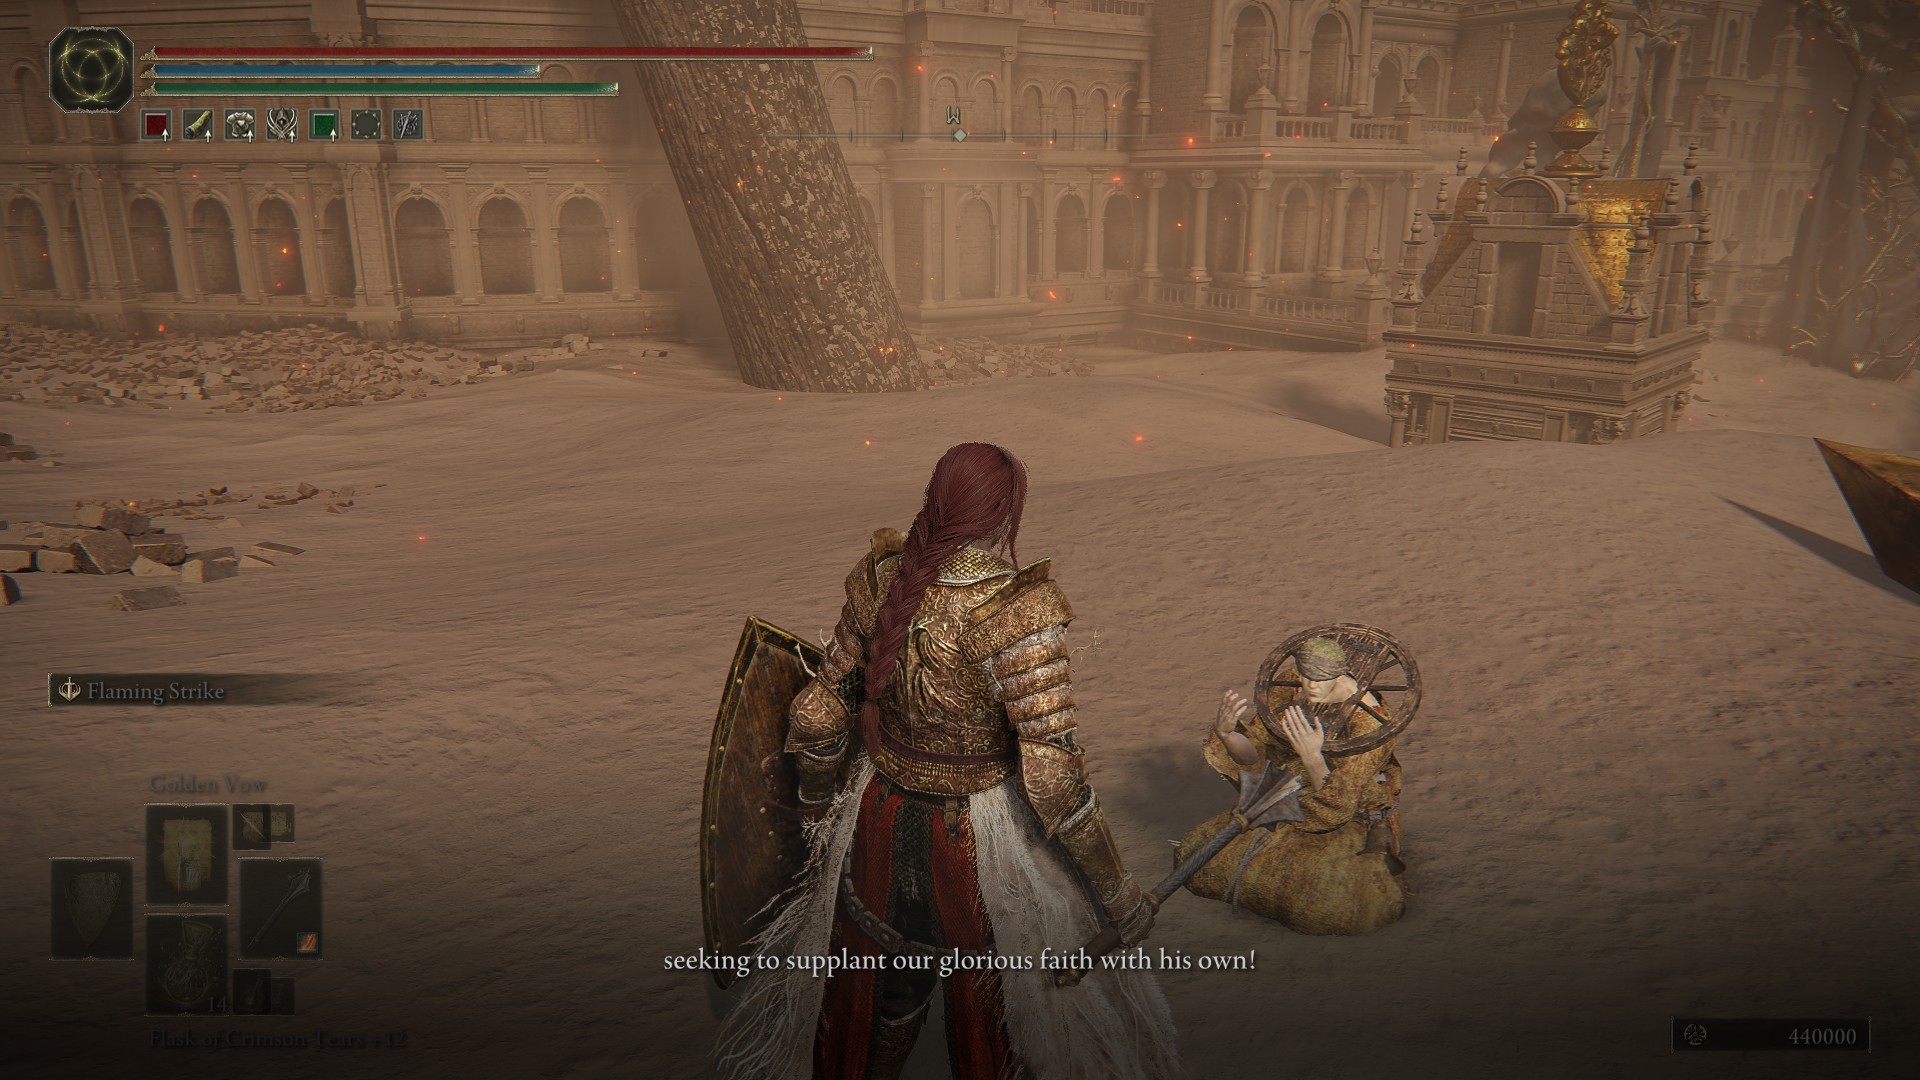 W
Flaming Strike
Golden Vow
14
Flask of Crimson Tears +12
seeking to supplant our glorious faith with his own!
440000